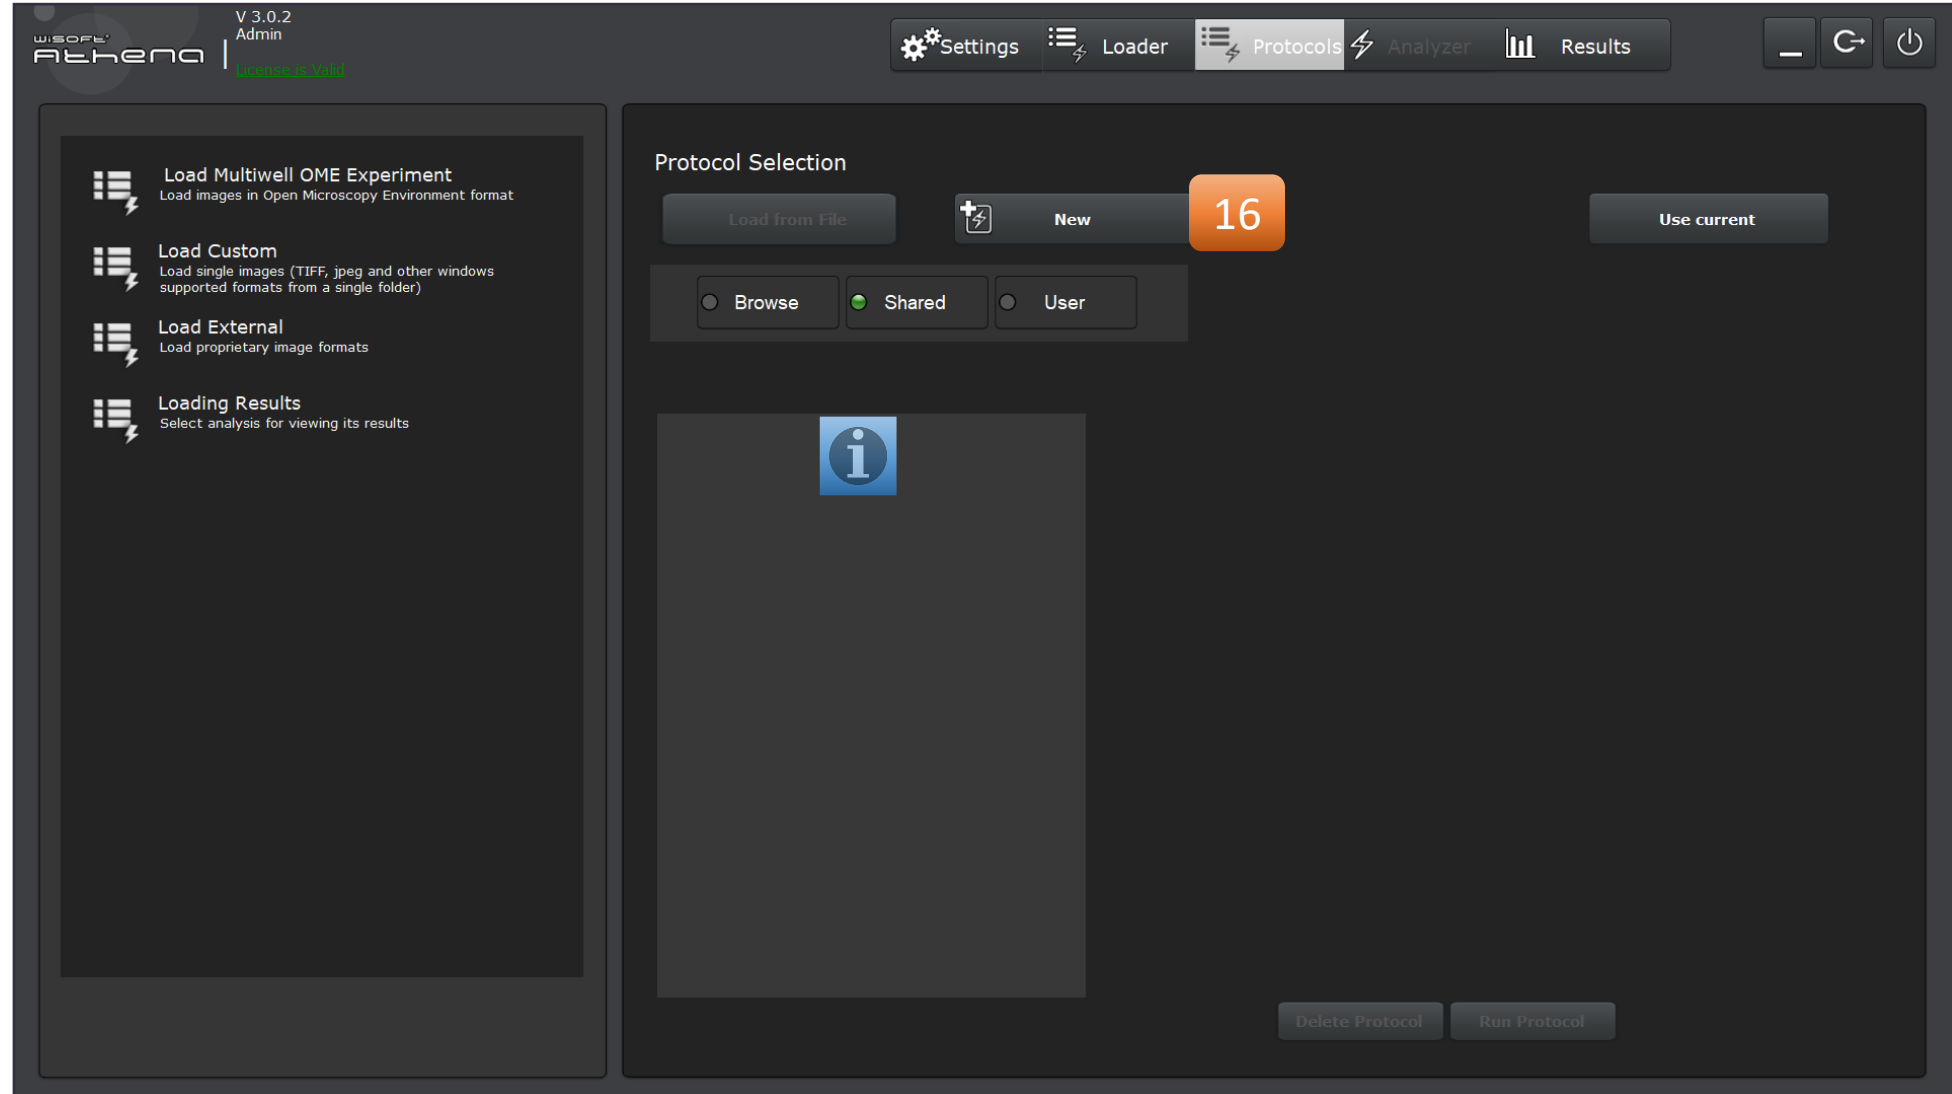 V 3.0.2
Admin
WiSOFT'
Athena
License is Valid
Settings
Loader
Protocols
Analyzer
Results
Load Multiwell OME Experiment
Load images in Open Microscopy Environment format
Load Custom
Load single images (TIFF, jpeg and other windows
supported formats from a single folder)
Load External
Load proprietary image formats
Loading Results
Select analysis for viewing its results
Protocol Selection
Load from File
New
16
Use current
Browse
Shared
User
Delete Protocol
Run Protocol